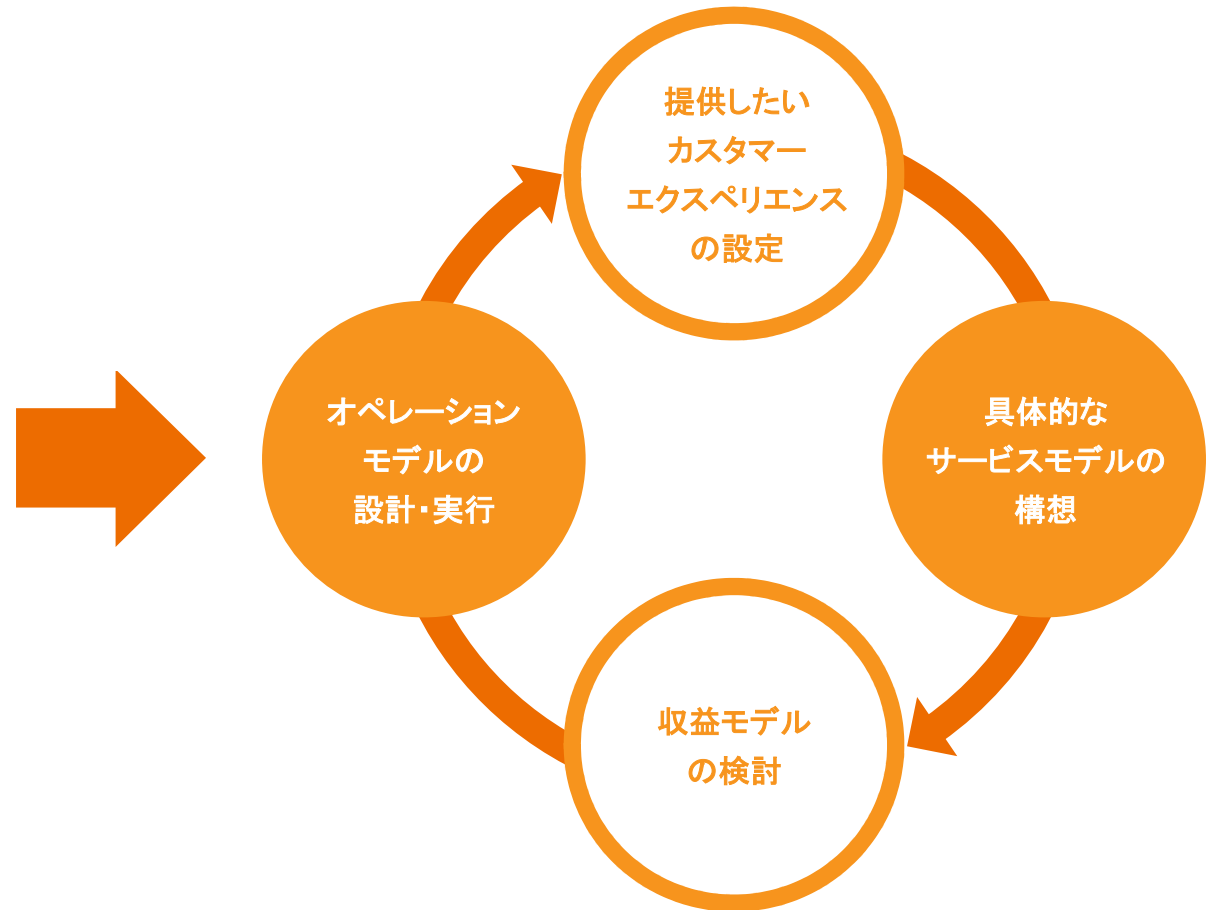 提供したい
カスタマー
エクスペリエンス
の設定
オペレーション
モデルの
設計・実行
具体的な
サービスモデルの
構想
収益モデル
の検討